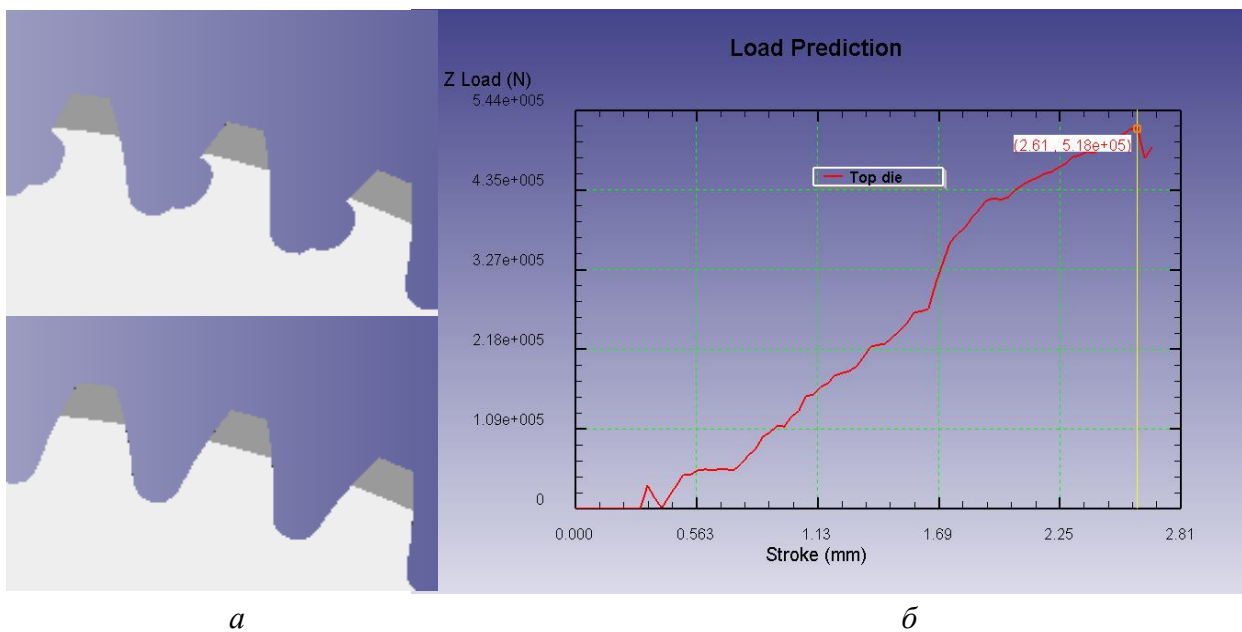 Load Prediction
Z Load (N)
5.44e+005
(2.61 , 5.18e+05)
Top die
4.35e+005
3.27e+005
2.18e+005
1.09e+005
0
0.000 0.563 1.13 1.69 2.25 2.81
Stroke (mm)
а б